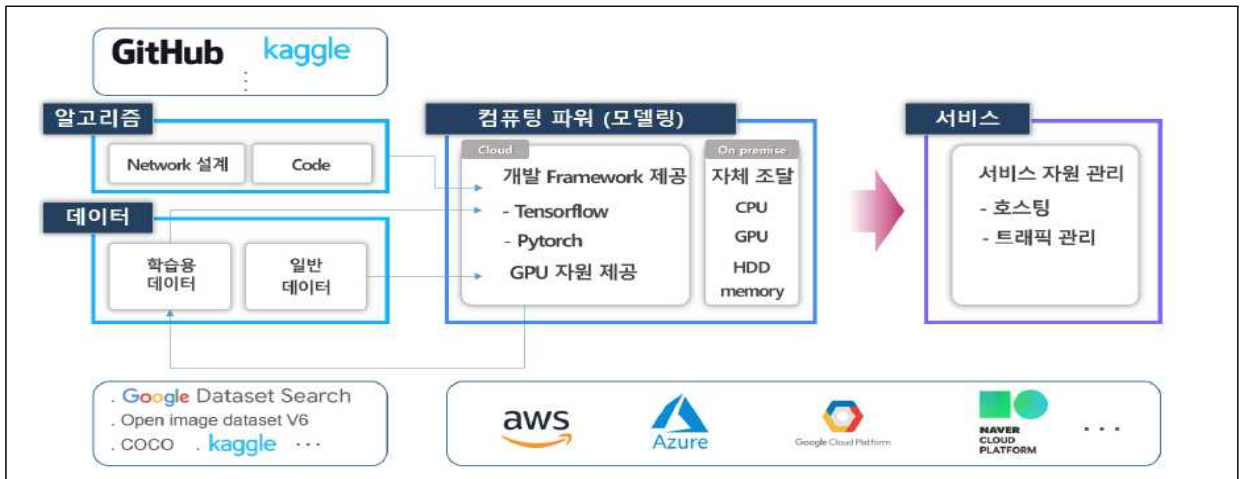 GitHub kaggle
알고리즘
Network 설계
Code
데이터
학습용
데이터
일반
데이터
컴퓨팅 파워 (모델링)
Cloud
개발 Framework 제공
- Tensorflow
- Pytorch
GPU 자원 제공
On premise
자체 조달
CPU
GPU
HDD
memory
서비스
서비스 자원 관리
- 호스팅
- 트래픽 관리
. Google Dataset Search
. Open image dataset V6
. COCO . kaggle ...
aws
Azure
Google Cloud Platform
NAVER
CLOUD
PLATFORM
...